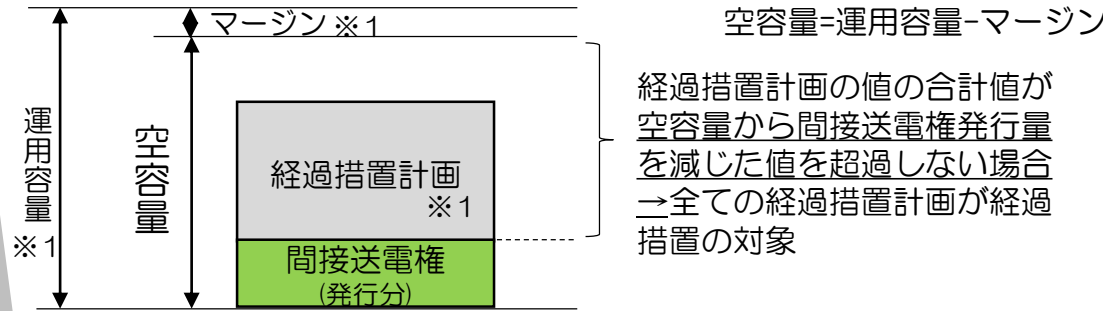 マージン※1
空容量=運用容量-マージン
運用容量
※1
空容量
経過措置計画
※1
間接送電権
(発行分)
経過措置計画の値の合計値が
空容量から間接送電権発行量
を減じた値を超過しない場合
→全ての経過措置計画が経過
措置の対象